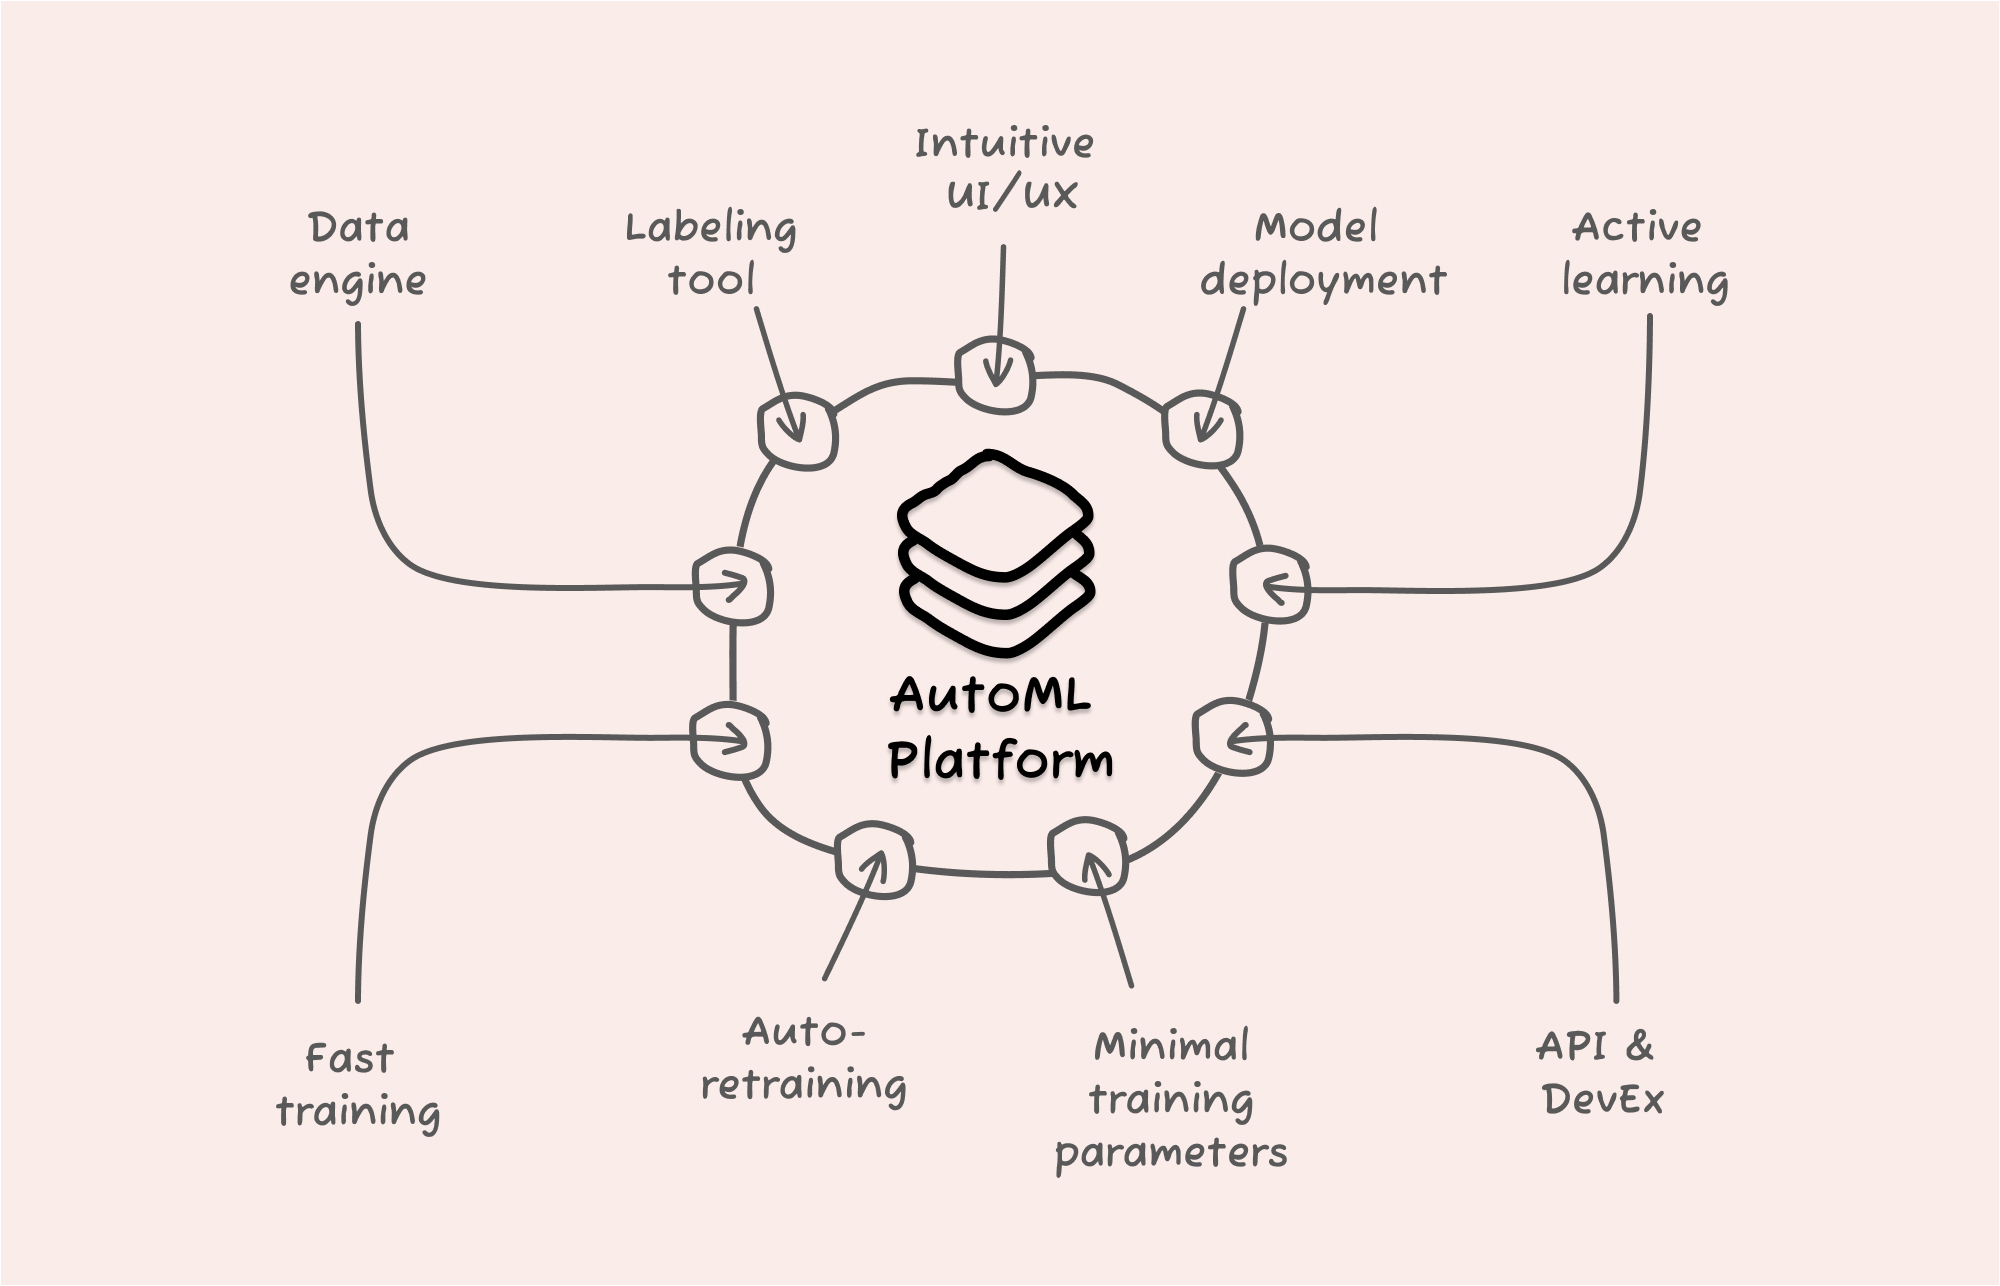 Intuitive
UI/UX
Data
engine
Labeling
tool
Model
deployment
Active
learning
AutoML
Platform
Fast
training
Auto-
retraining
Minimal
training
parameters
API &
DevEx